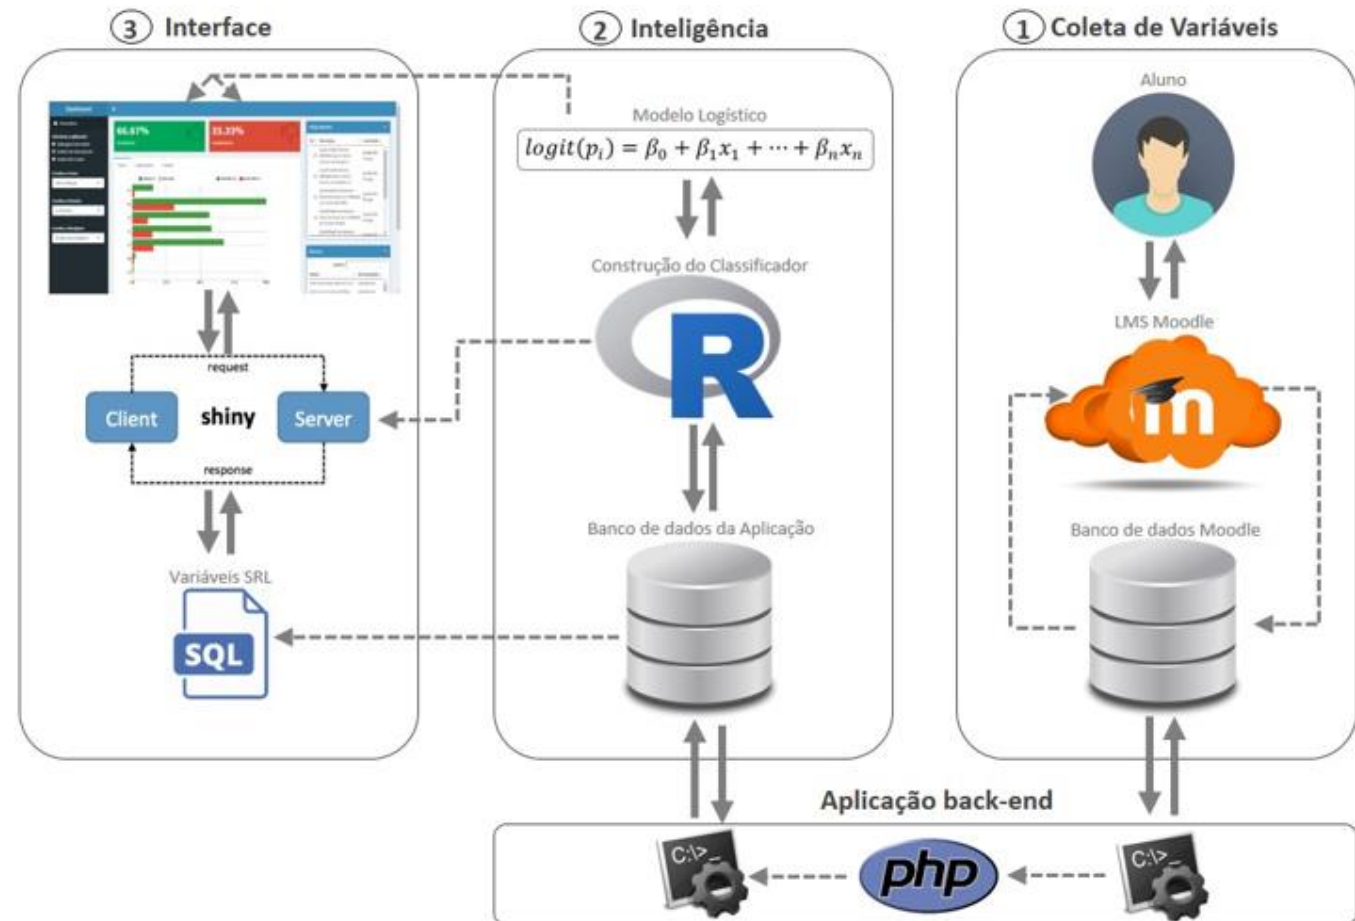 3 Interface
2 Inteligência
1 Coleta de Variáveis
Dashboard
66.67%
33.33%
request
Client
shiny
Server
response
Variáveis SRL
SQL
Modelo Logístico
logit(pᵢ) = β₀ + β₁x₁ + ⋯ + βₙxₙ
Construção do Classificador
R
Banco de dados da Aplicação
Aluno
LMS Moodle
m
Banco de dados Moodle
Aplicação back-end
C:\>_
php
C:\>_